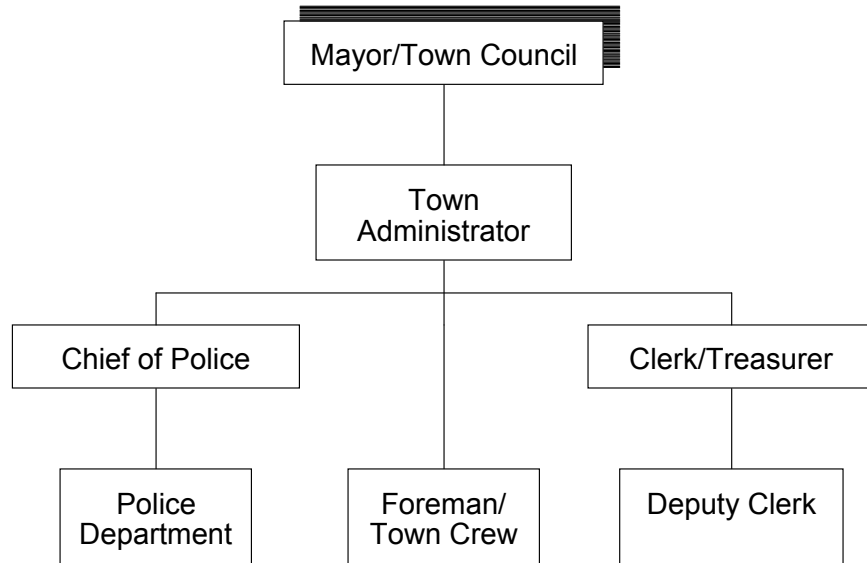 Mayor/Town Council
Town
Administrator
Chief of Police
Clerk/Treasurer
Police
Department
Foreman/
Town Crew
Deputy Clerk